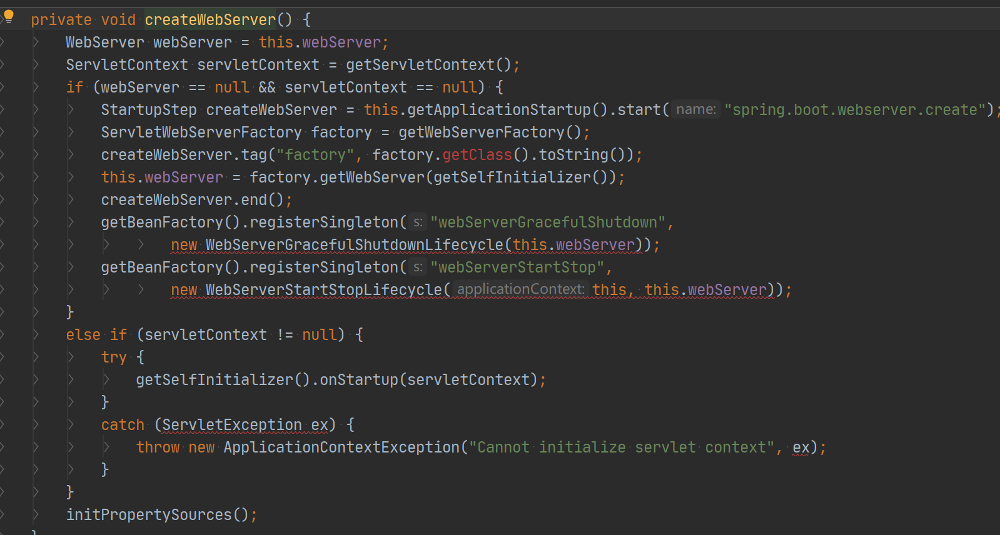 private void createWebServer() {
WebServer webServer = this.webServer;
ServletContext servletContext = getServletContext();
if (webServer == null && servletContext == null) {
StartupStep createWebServer = this.getApplicationStartup().start( name: "spring.boot.webserver.create");
ServletWebServerFactory factory = getWebServerFactory();
createWebServer.tag("factory", factory.getClass().toString());
this.webServer = factory.getWebServer(getSelfInitializer());
createWebServer.end();
getBeanFactory().registerSingleton( s: "webServerGracefulShutdown",
new WebServerGracefulShutdownLifecycle(this.webServer));
getBeanFactory().registerSingleton( s: "webServerStartStop",
new WebServerStartStopLifecycle( applicationContext: this, this.webServer));
}
else if (servletContext != null) {
try {
getSelfInitializer().onStartup(servletContext);
}
catch (ServletException ex) {
throw new ApplicationContextException("Cannot initialize servlet context", ex);
}
}
initPropertySources();
}